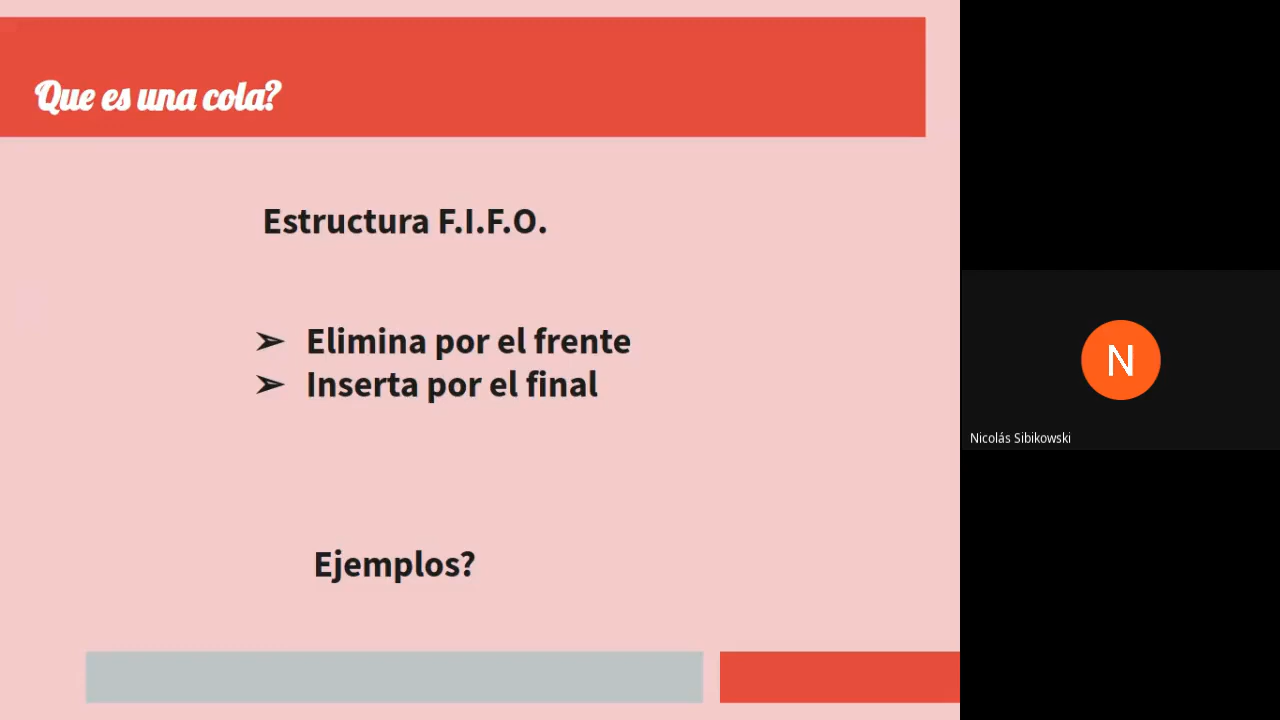 Que es una cola?
Estructura F.I.F.O.
➢ Elimina por el frente
➢ Inserta por el final
Ejemplos?
N
Nicolás Sibikowski